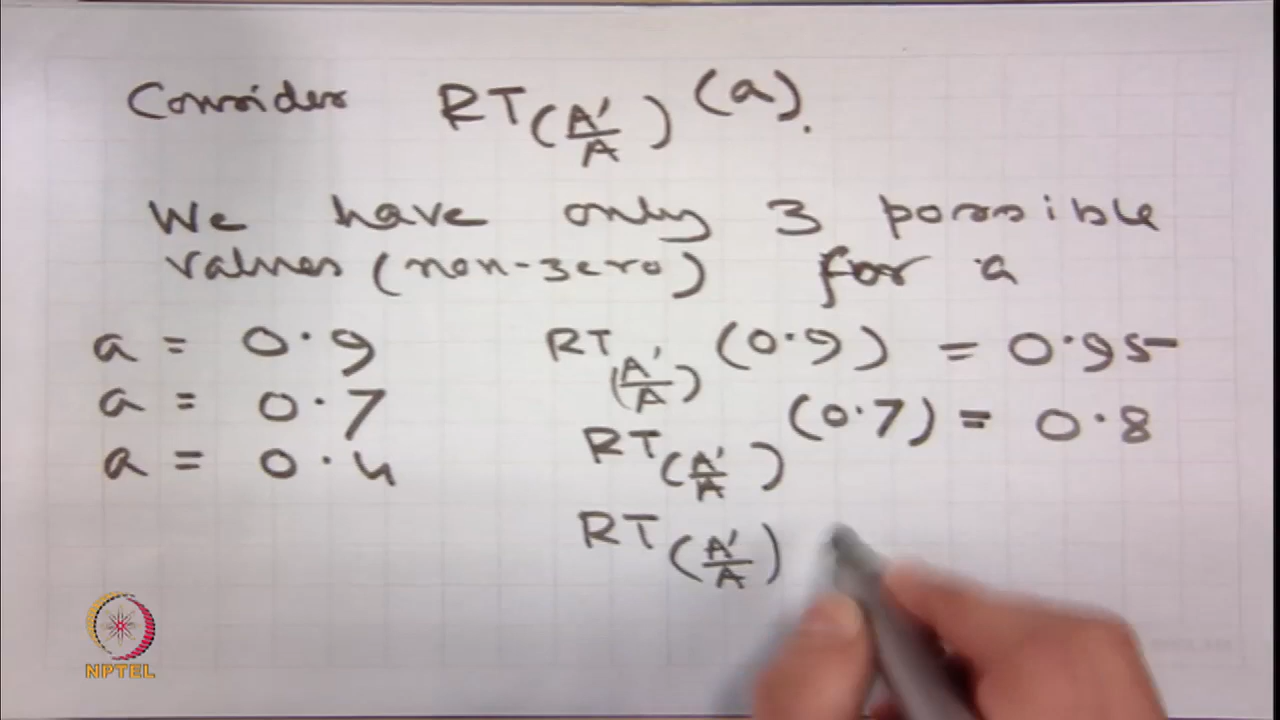 Consider RT(A'/A) (a).
We have only 3 possible
values (non-zero) for a
a = 0.9 RT(A'/A) (0.9) = 0.95
a = 0.7 RT(A'/A) (0.7) = 0.8
a = 0.4
RT(A'/A)
NPTEL